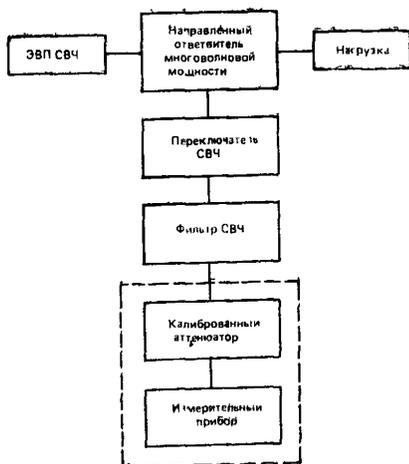 ЭВП СВЧ
Направленный
ответвитель
многоволновой
мощности
Нагрузка
Переключатель
СВЧ
Фильтр СВЧ
Калиброванный
аттенюатор
Измерительный
прибор